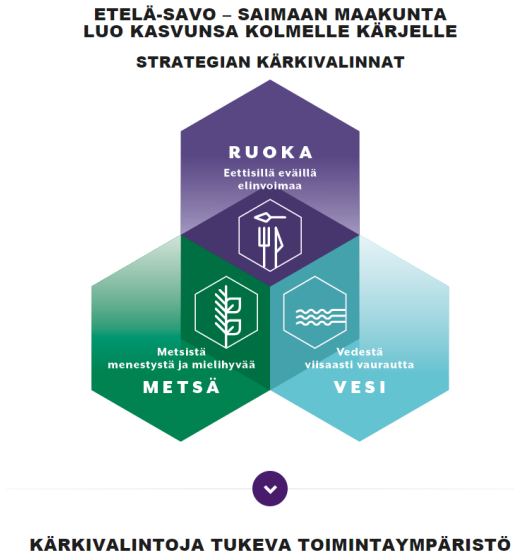 ETELÄ-SAVO – SAIMAAN MAAKUNTA
LUO KASVUNSA KOLMELLE KÄRJELLE
STRATEGIAN KÄRKIVALINNAT
RUOKA
Eettisillä eväillä
elinvoimaa
Metsistä
menestystä ja mielihyvää
METSÄ
Vedestä
viisaasti vaurautta
VESI
KÄRKIVALINTOJA TUKEVA TOIMINTAYMPÄRISTÖ